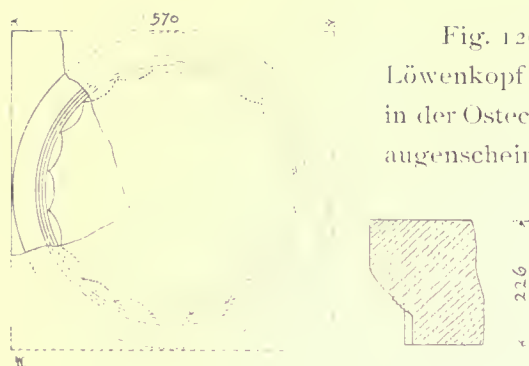 570
Fig. 12
Löwenkopf
in der Ostec
augenschein
226